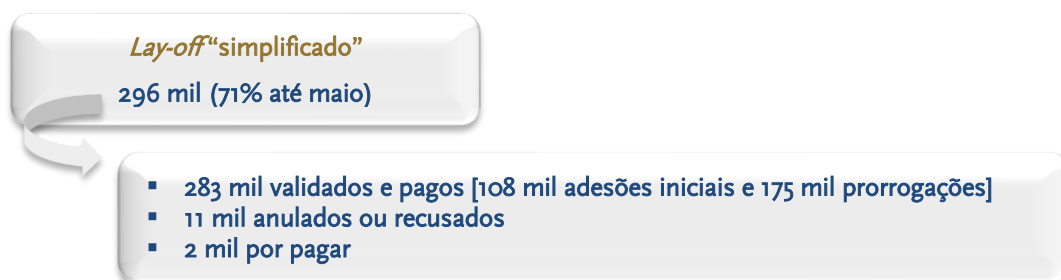 Lay-off “simplificado”
296 mil (71% até maio)
▪ 283 mil validados e pagos [108 mil adesões iniciais e 175 mil prorrogações]
▪ 11 mil anulados ou recusados
▪ 2 mil por pagar